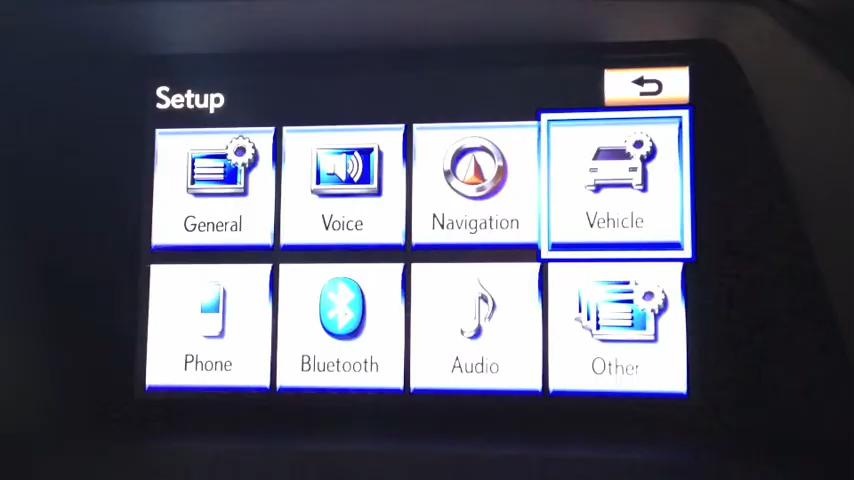 Setup
General
Voice
Navigation
Vehicle
Phone
Bluetooth
Audio
Other